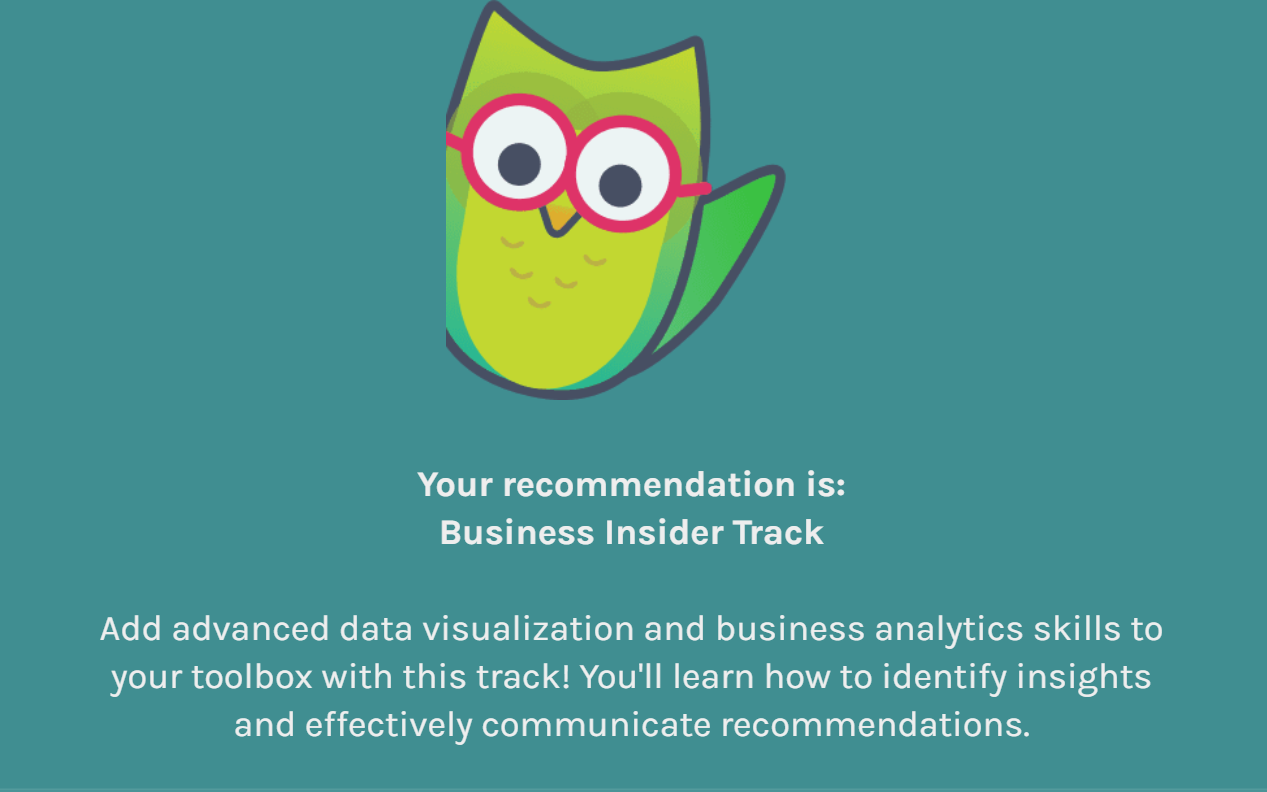 Your recommendation is:
Business Insider Track
Add advanced data visualization and business analytics skills to
your toolbox with this track! You'll learn how to identify insights
and effectively communicate recommendations.